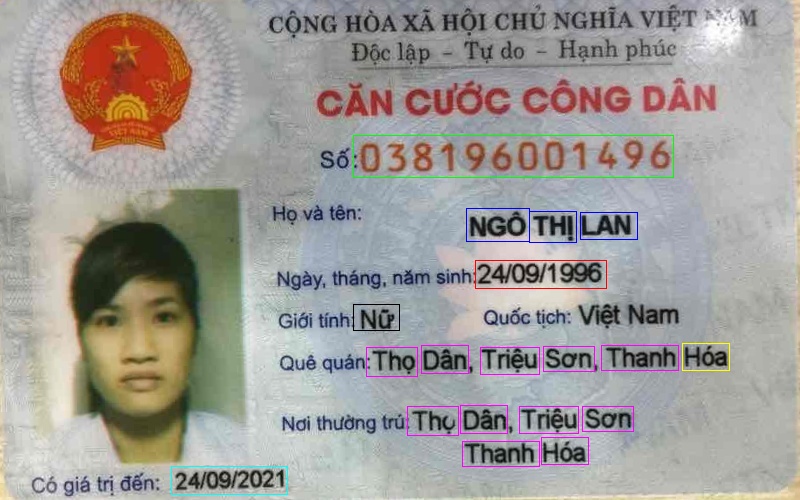 CỘNG HÒA XÃ HỘI CHỦ NGHĨA VIỆT NAM
Độc lập - Tự do - Hạnh phúc
CĂN CƯỚC CÔNG DÂN
Số: 038196001496
Họ và tên:
NGÔ THỊ LAN
Ngày, tháng, năm sinh: 24/09/1996
Giới tính: Nữ Quốc tịch: Việt Nam
Quê quán: Thọ Dân, Triệu Sơn, Thanh Hóa
Nơi thường trú: Thọ Dân, Triệu Sơn
Thanh Hóa
Có giá trị đến: 24/09/2021